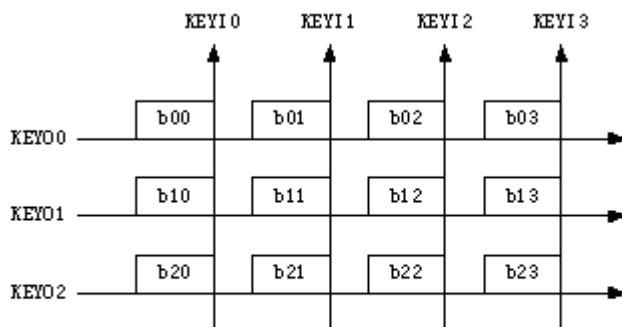 KEYI0 KEYI1 KEYI2 KEYI3
b00 b01 b02 b03
KEYO0
b10 b11 b12 b13
KEYO1
b20 b21 b22 b23
KEYO2